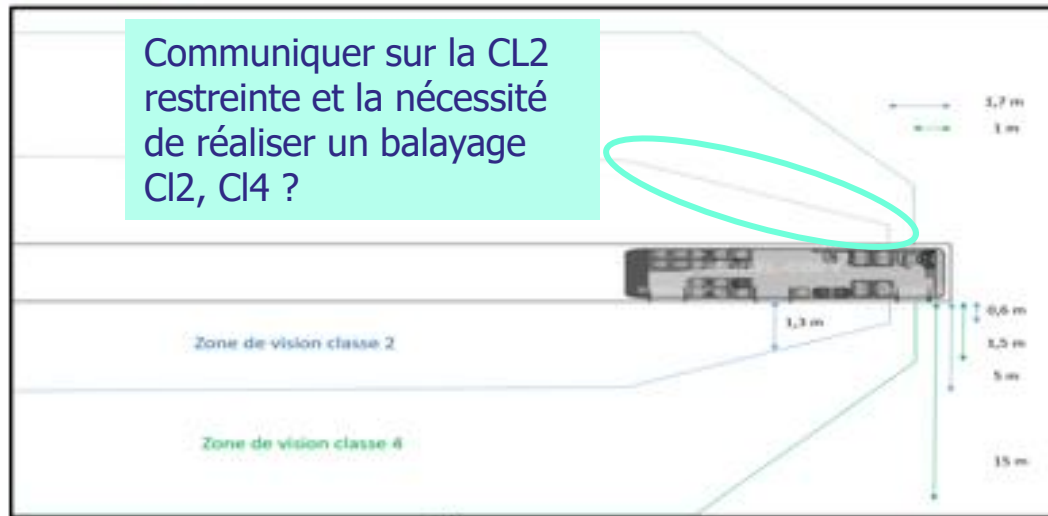 Communiquer sur la CL2
restreinte et la nécessité
de réaliser un balayage
Cl2, Cl4 ?
1,7 m
1 m
0,6 m
1,3 m
1,5 m
Zone de vision classe 2
5 m
Zone de vision classe 4
15 m